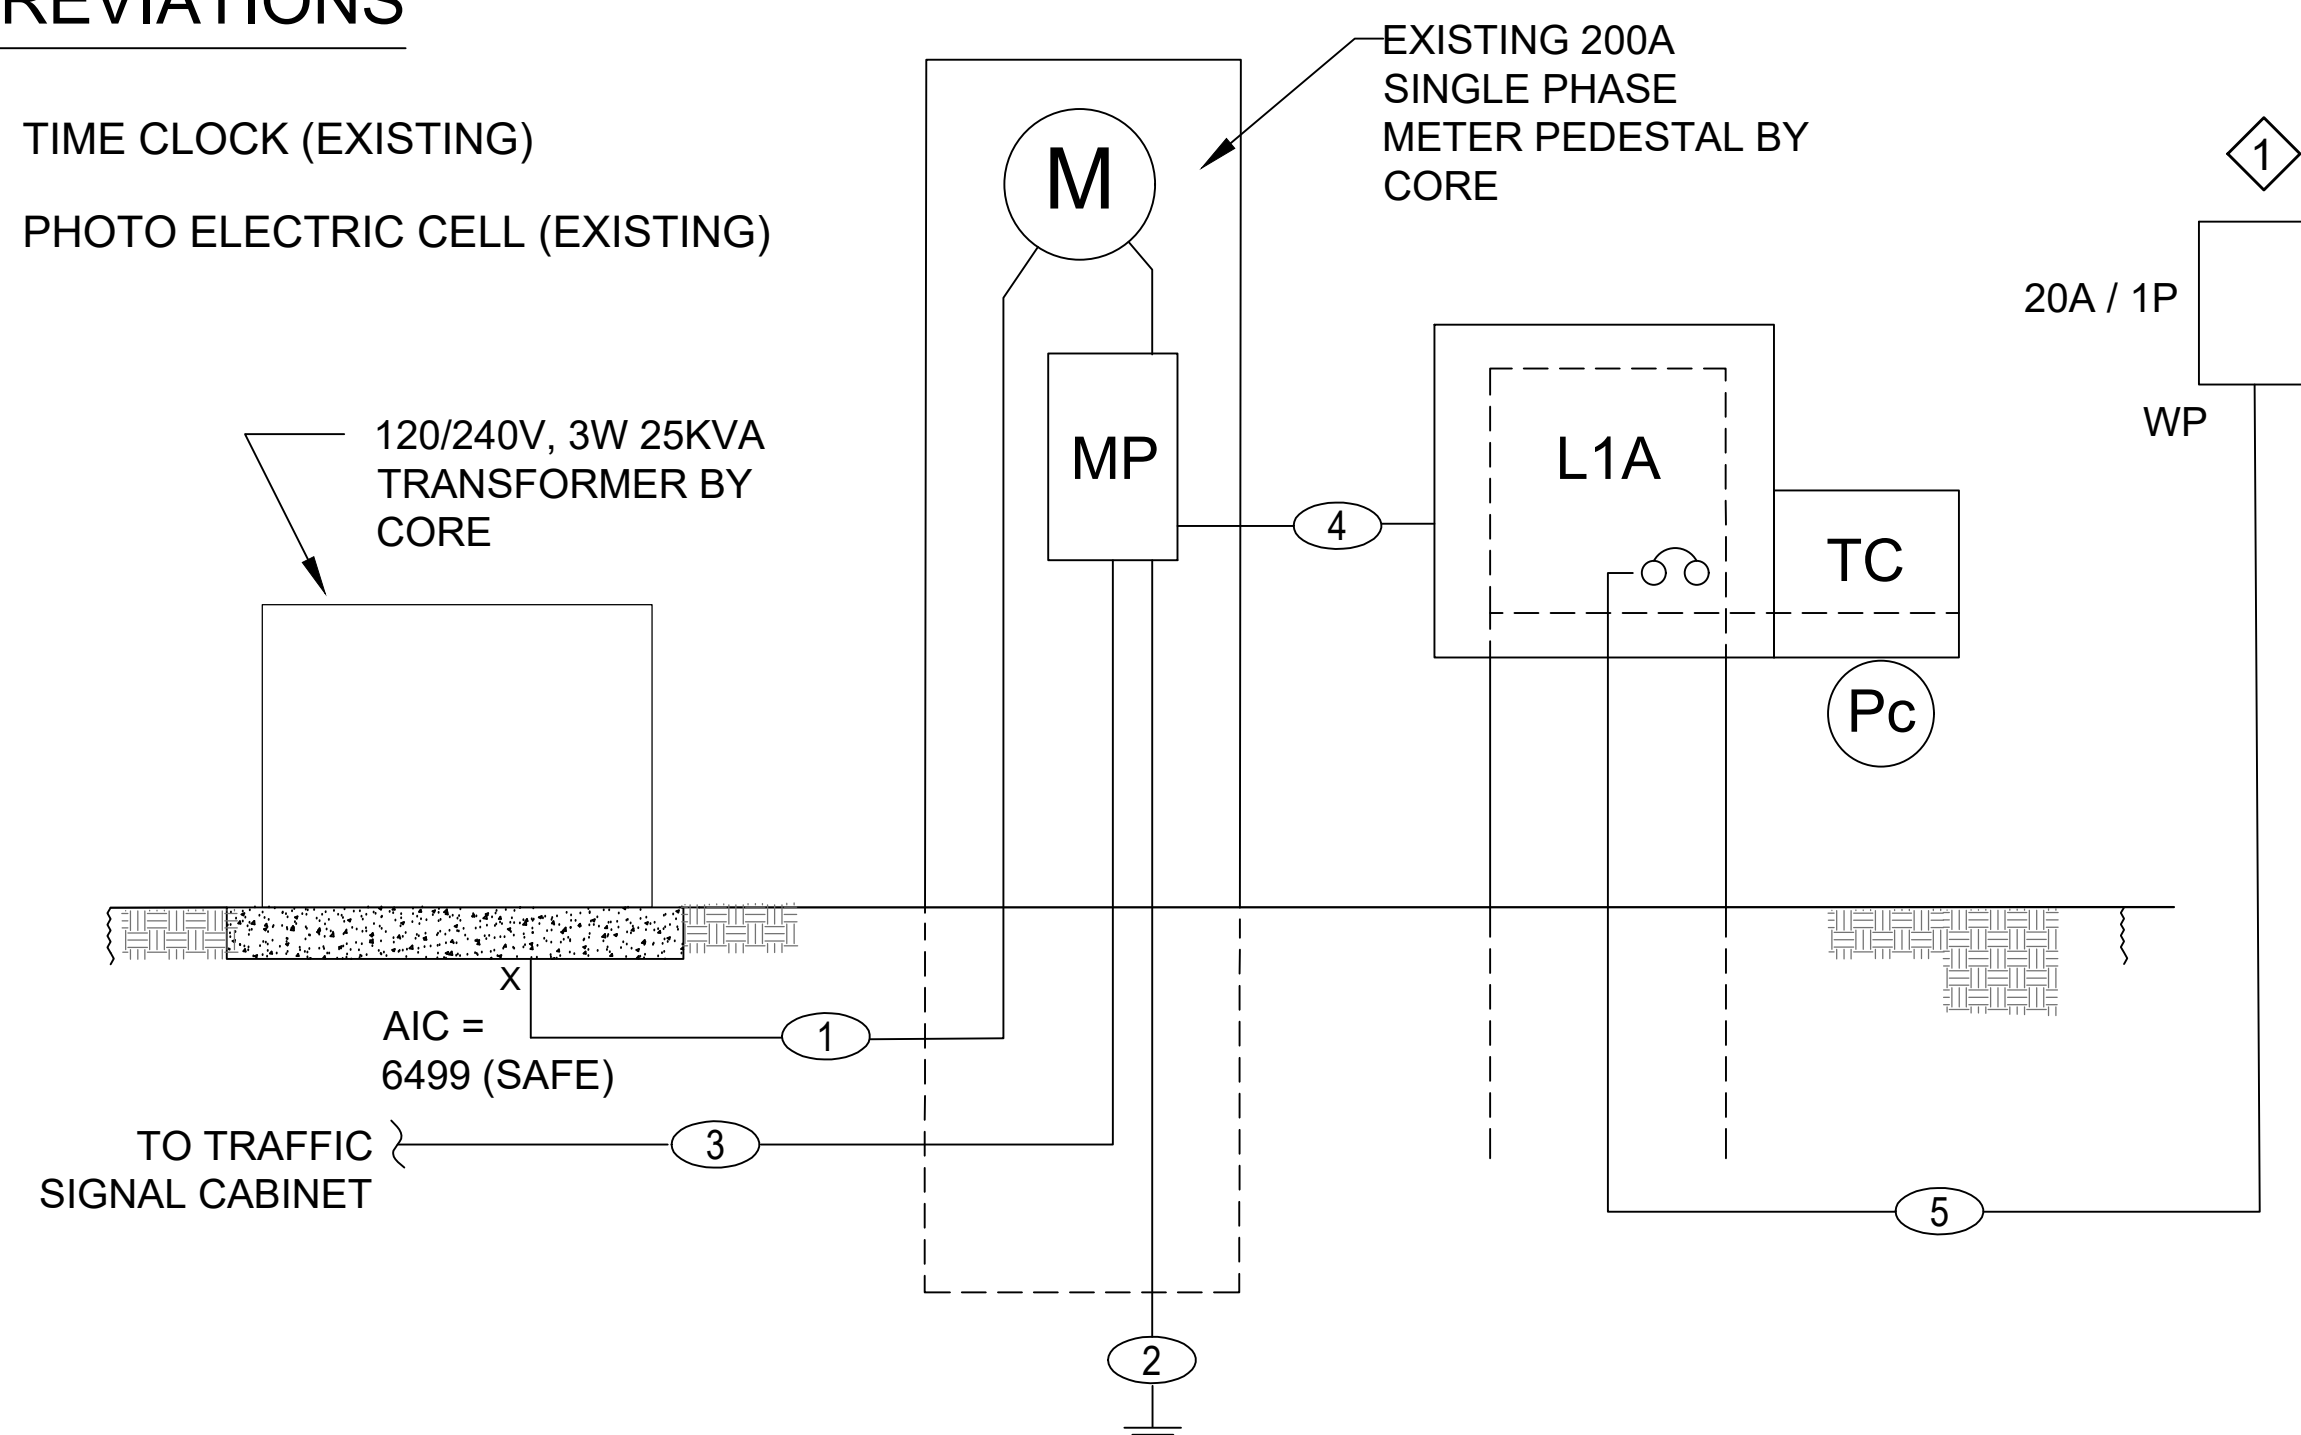 REVIATIONS
TIME CLOCK (EXISTING)
PHOTO ELECTRIC CELL (EXISTING)
EXISTING 200A
SINGLE PHASE
METER PEDESTAL BY
CORE
M
1
20A / 1P
WP
120/240V, 3W 25KVA
TRANSFORMER BY
CORE
MP
4
L1A
TC
Pc
X
AIC =
6499 (SAFE)
1
TO TRAFFIC
SIGNAL CABINET
3
5
2